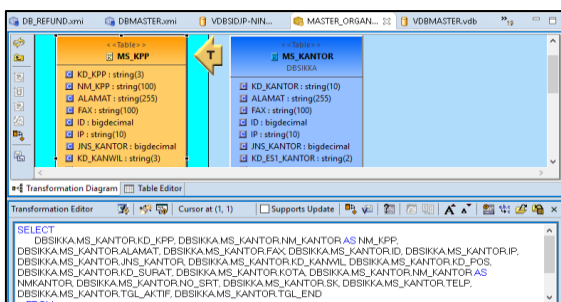 DB_REFUND.xmi DBMASTER.xmi VDBSIDJP-NIN... MASTER_ORGAN... VDBMASTER.vdb »19
<<Table>> <<Table>>
MS_KPP T MS_KANTOR
DBSIKKA
KD_KPP : string(3) KD_KANTOR : string(10)
NM_KPP : string(100) ALAMAT : string(255)
ALAMAT : string(255) FAX : string(100)
FAX : string(100) ID : bigdecimal
ID : bigdecimal IP : string(10)
IP : string(10) JNS_KANTOR : bigdecimal
JNS_KANTOR : bigdecimal KD_ES1_KANTOR : string(2)
KD_KANWIL : string(3)
Transformation Diagram Table Editor
Transformation Editor Cursor at (1, 1) Supports Update
SELECT
DBSIKKA.MS_KANTOR.KD_KPP, DBSIKKA.MS_KANTOR.NM_KANTOR AS NM_KPP,
DBSIKKA.MS_KANTOR.ALAMAT, DBSIKKA.MS_KANTOR.FAX, DBSIKKA.MS_KANTOR.ID, DBSIKKA.MS_KANTOR.IP,
DBSIKKA.MS_KANTOR.JNS_KANTOR, DBSIKKA.MS_KANTOR.KD_KANWIL, DBSIKKA.MS_KANTOR.KD_POS,
DBSIKKA.MS_KANTOR.KD_SURAT, DBSIKKA.MS_KANTOR.KOTA, DBSIKKA.MS_KANTOR.NM_KANTOR AS
NMKANTOR, DBSIKKA.MS_KANTOR.NO_SRT, DBSIKKA.MS_KANTOR.SK, DBSIKKA.MS_KANTOR.TELP,
DBSIKKA.MS_KANTOR.TGL_AKTIF, DBSIKKA.MS_KANTOR.TGL_END